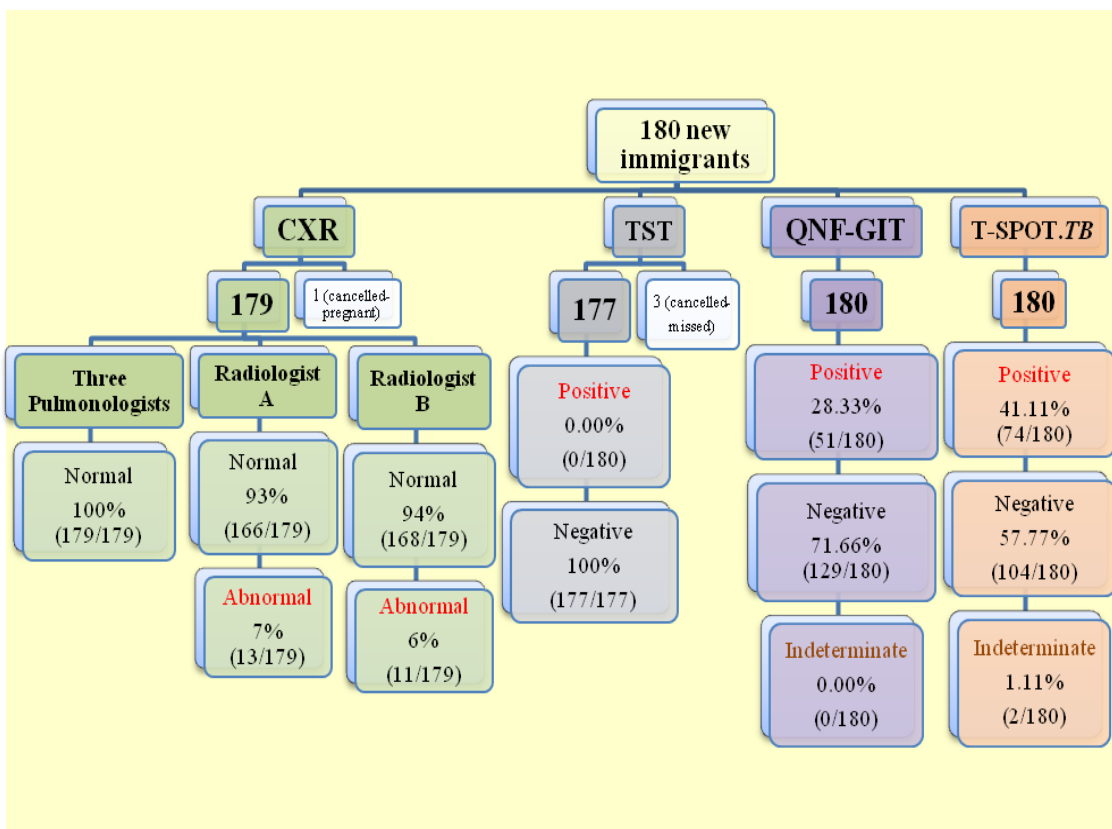 180 new
immigrants
CXR
179
1 (cancelled-
pregnant)
Three
Pulmonologists
Normal
100%
(179/179)
Radiologist
A
Normal
93%
(166/179)
Abnormal
7%
(13/179)
Radiologist
B
Normal
94%
(168/179)
Abnormal
6%
(11/179)
TST
177
3 (cancelled-
missed)
Positive
0.00%
(0/180)
Negative
100%
(177/177)
QNF-GIT
180
Positive
28.33%
(51/180)
Negative
71.66%
(129/180)
Indeterminate
0.00%
(0/180)
T-SPOT.TB
180
Positive
41.11%
(74/180)
Negative
57.77%
(104/180)
Indeterminate
1.11%
(2/180)